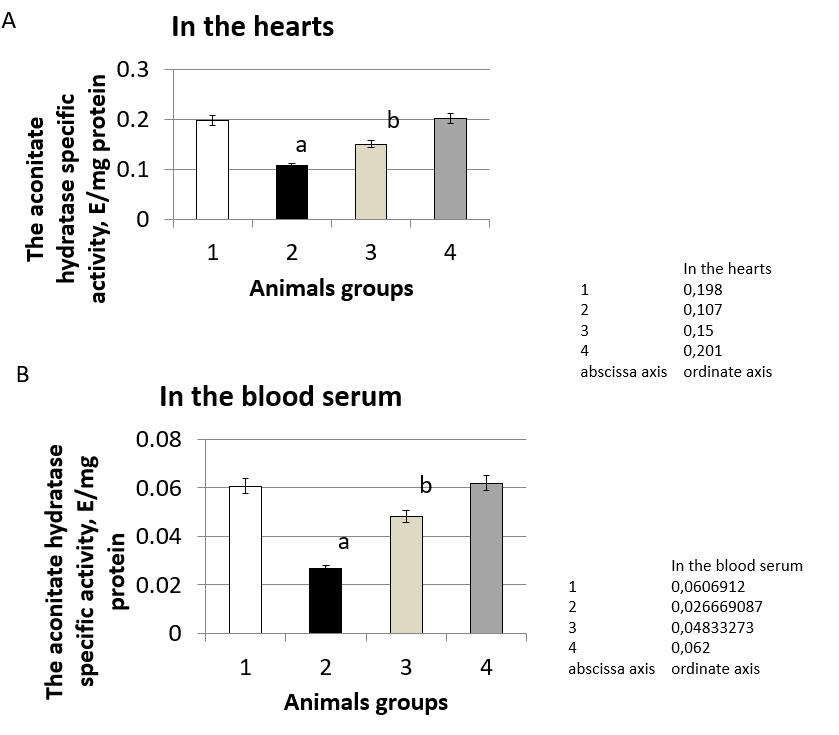 A
In the hearts
The aconitate
hydratase specific
activity, E/mg protein
0.3
0.2
0.1
0
a
b
1 2 3 4
Animals groups
In the hearts
1 0,198
2 0,107
3 0,15
4 0,201
abscissa axis ordinate axis
B
In the blood serum
The aconitate hydratase
specific activity, E/mg
protein
0.08
0.06
0.04
0.02
0
a
b
1 2 3 4
Animals groups
In the blood serum
1 0,0606912
2 0,026669087
3 0,04833273
4 0,062
abscissa axis ordinate axis